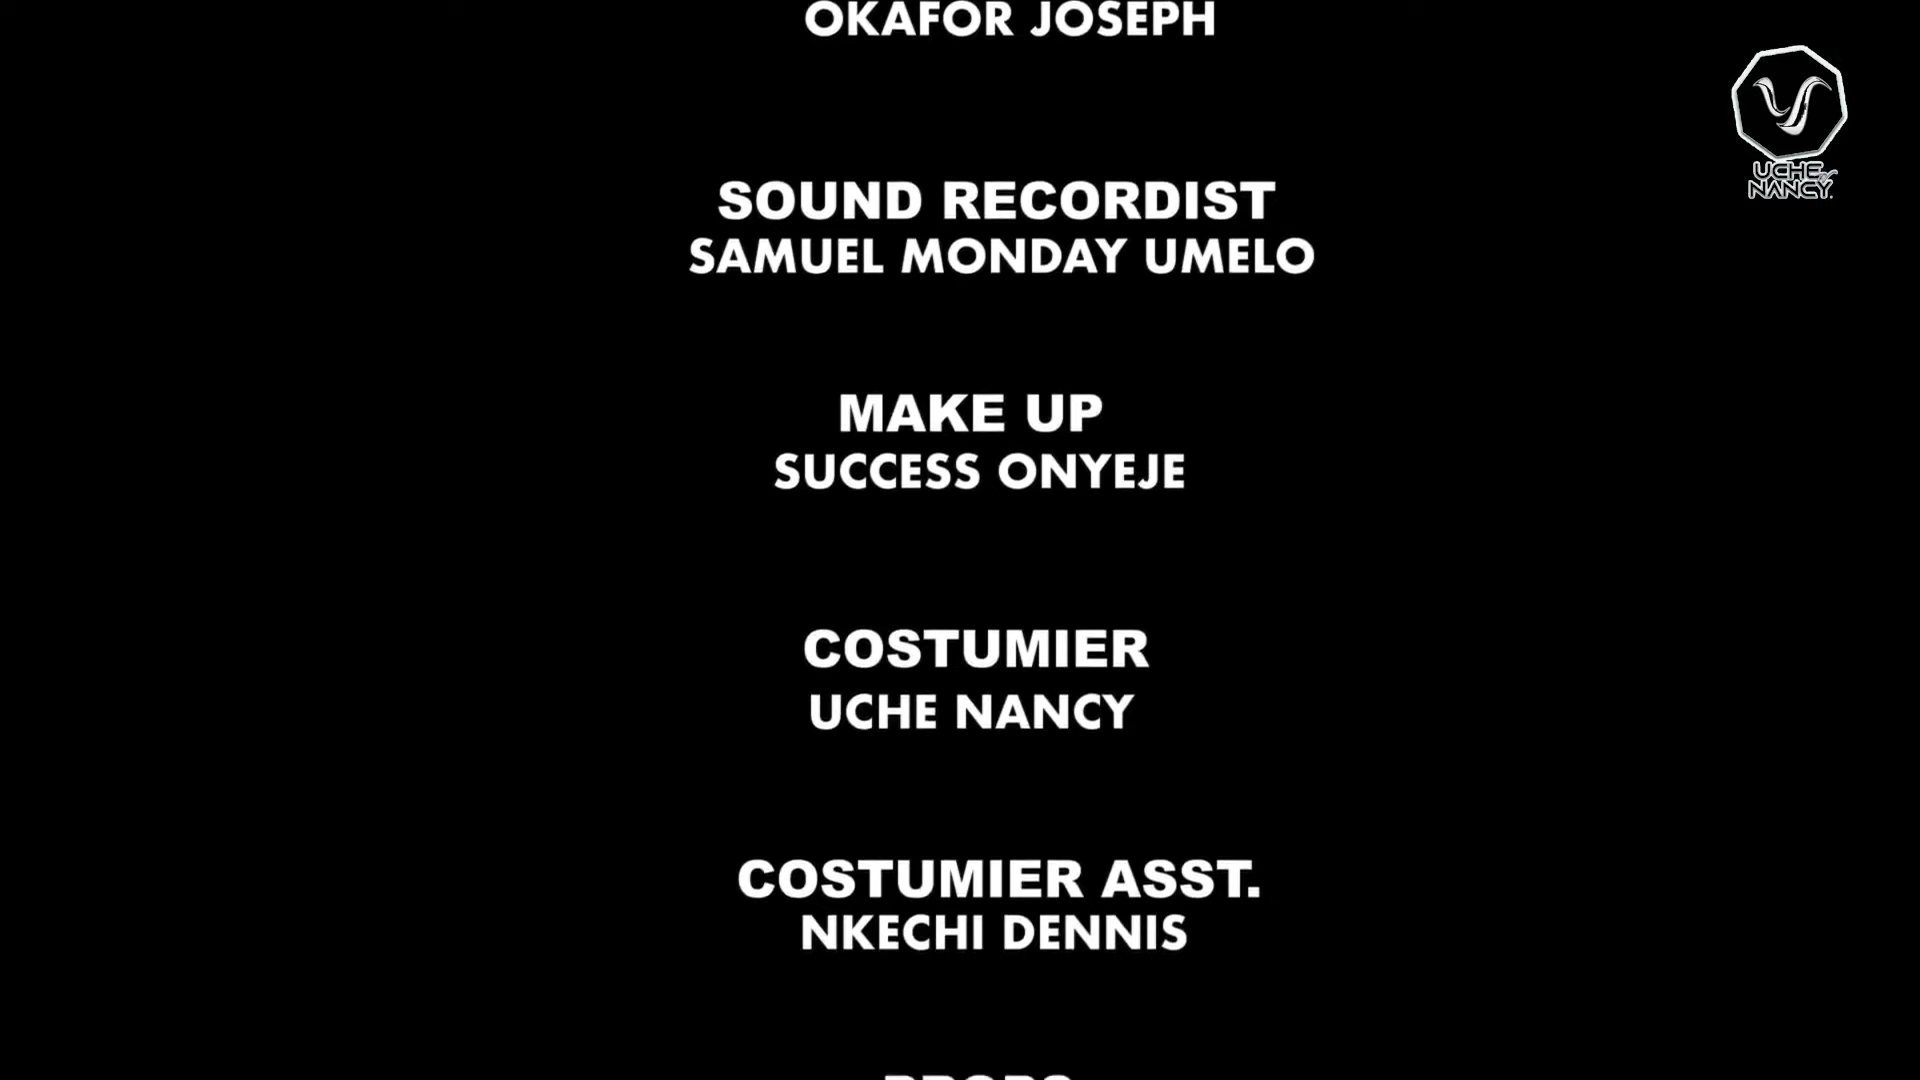 OKAFOR JOSEPH
SOUND RECORDIST
SAMUEL MONDAY UMELO
MAKE UP
SUCCESS ONYEJE
COSTUMIER
UCHE NANCY
COSTUMIER ASST.
NKECHI DENNIS
PROPS
UCHE
NANCY.